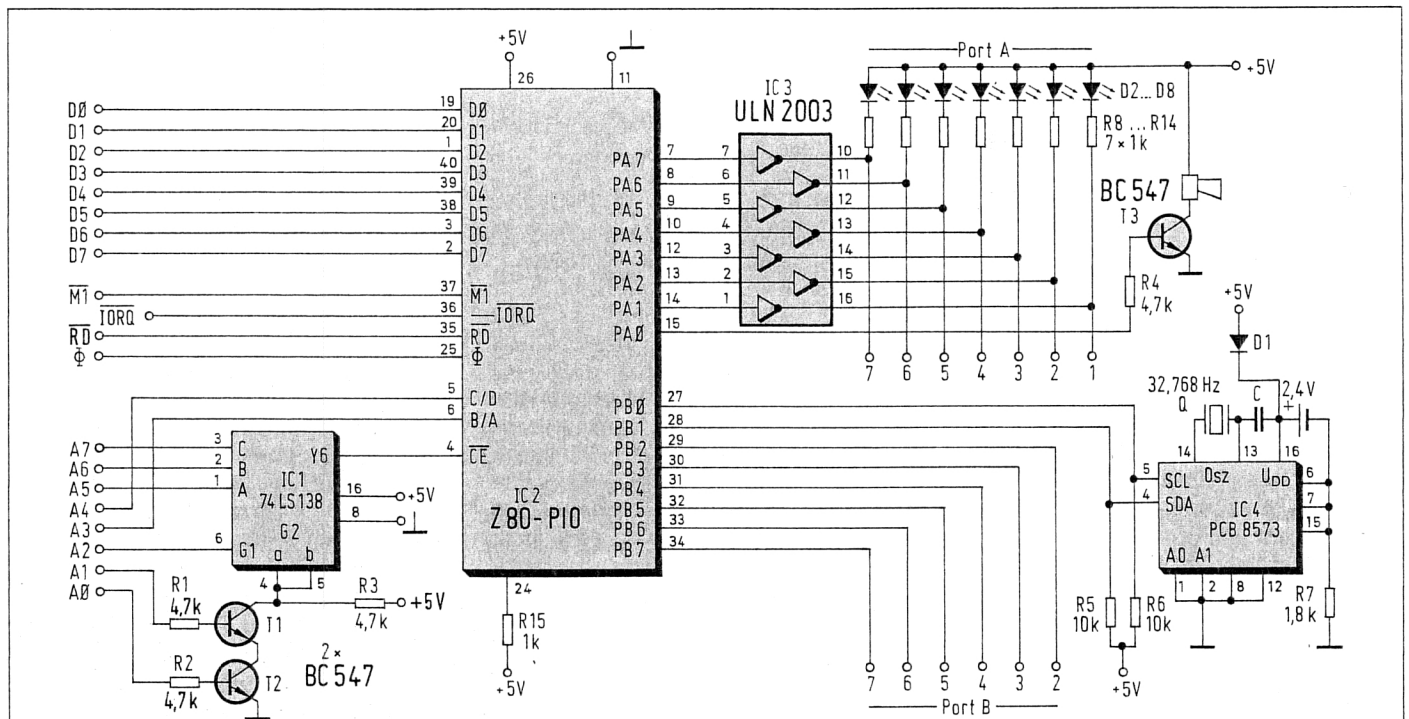 +5V
26
11
Port A
+5V
IC 3
ULN 2003
D2...D8
R8 ...R14
7×1k
DØ
19
DØ
D1
20
D1
D2
1
D2
D3
40
D3
D4
39
D4
D5
38
D5
D6
3
D6
D7
2
D7
M1
37
M1
IORQ
36
IORQ
RD
35
RD
Φ
25
Φ
5
C/D
6
B/A
4
CE
IC2
Z80-PIO
24
R15
1k
+5V
PA7
7
7
10
PA6
8
6
11
PA5
9
5
12
PA4
10
4
13
PA3
12
3
14
PA2
13
2
15
PA1
14
1
16
PAØ
15
7
6
5
4
3
2
1
BC 547
T3
R4
4,7k
PBØ
27
PB1
28
PB2
29
PB3
30
PB4
31
PB5
32
PB6
33
PB7
34
A7
3
C
A6
2
B
A5
1
A
A4
A3
A2
6
G1
A1
AØ
Y6
IC1
74LS138
G2
a
b
4
5
16
+5V
8
R1
4,7k
R2
4,7k
R3
4,7k
+5V
T1
T2
2×
BC 547
+5V
D1
32,768 Hz
Q
C
2,4V
+
14
13
16
Osz
UDD
5
SCL
4
SDA
6
7
15
IC4
PCB 8573
A0 A1
1
2
8
12
R5
10k
R6
10k
+5V
R7
1,8k
7
6
5
4
3
2
Port B